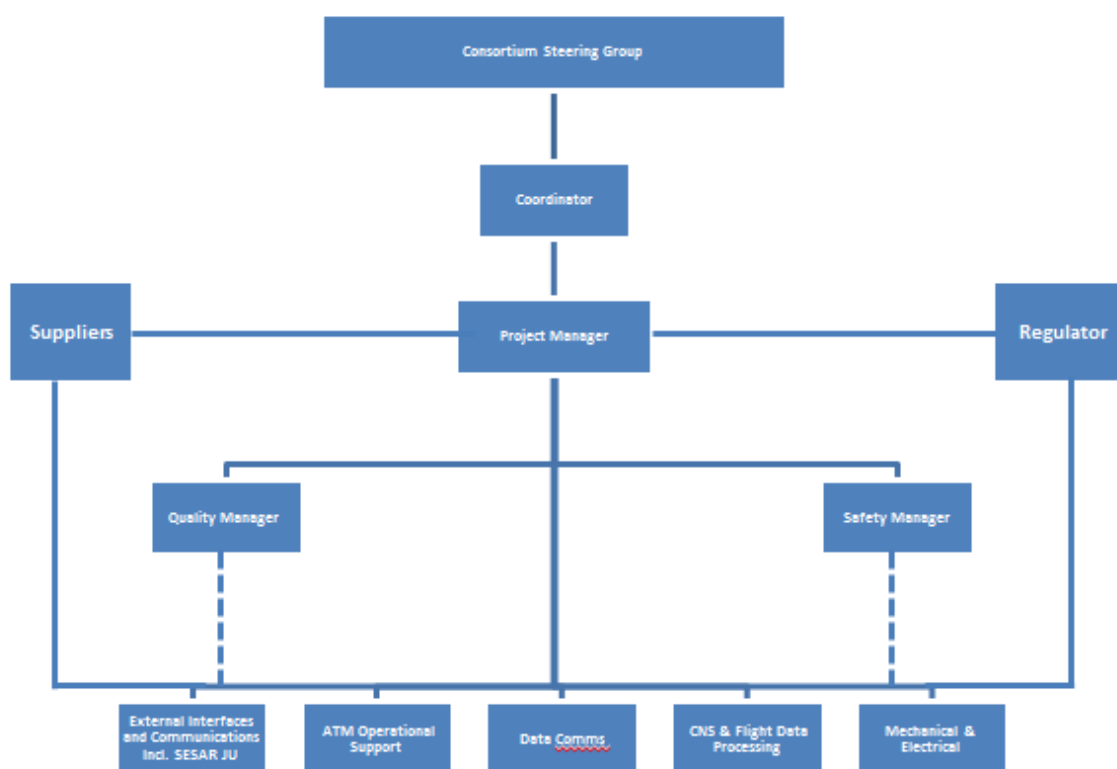 Consortium Steering Group
Coordinator
Suppliers
Project Manager
Regulator
Quality Manager
Safety Manager
External Interfaces
and Communications
Incl. SESAR JU
ATM Operational
Support
Data Comms
CNS & Flight Data
Processing
Mechanical &
Electrical